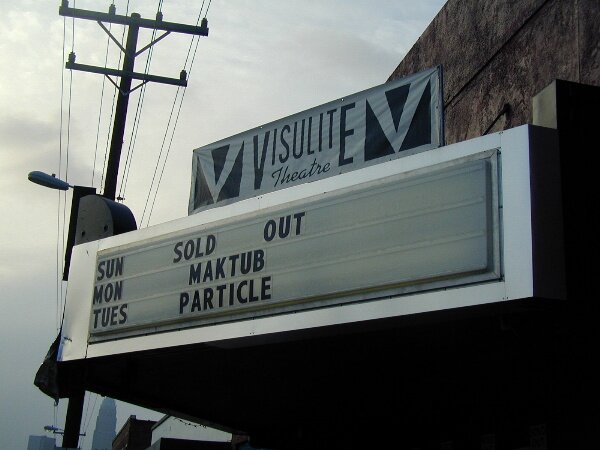 VISULITE
Theatre
SUN SOLD OUT
MON MAKTUB
TUES PARTICLE